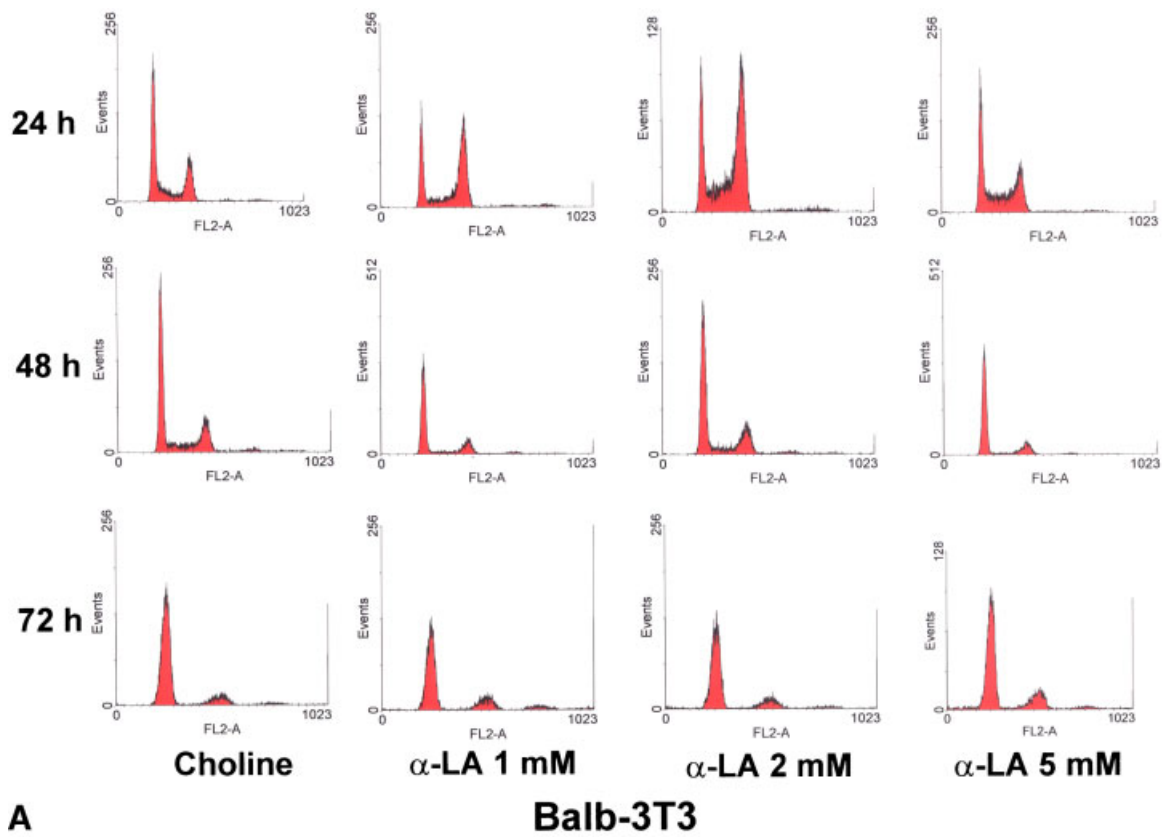 256
256
128
256
24 h
Events
Events
Events
Events
0
0
0
0
0
1023
0
1023
0
1023
0
1023
FL2-A
FL2-A
FL2-A
FL2-A
256
512
256
512
48 h
Events
Events
Events
Events
0
0
0
0
0
1023
0
1023
0
1023
0
1023
FL2-A
FL2-A
FL2-A
FL2-A
256
256
256
128
72 h
Events
Events
Events
Events
0
0
0
0
0
1023
0
1023
0
1023
0
1023
FL2-A
FL2-A
FL2-A
FL2-A
Choline
α-LA 1 mM
α-LA 2 mM
α-LA 5 mM
A
Balb-3T3